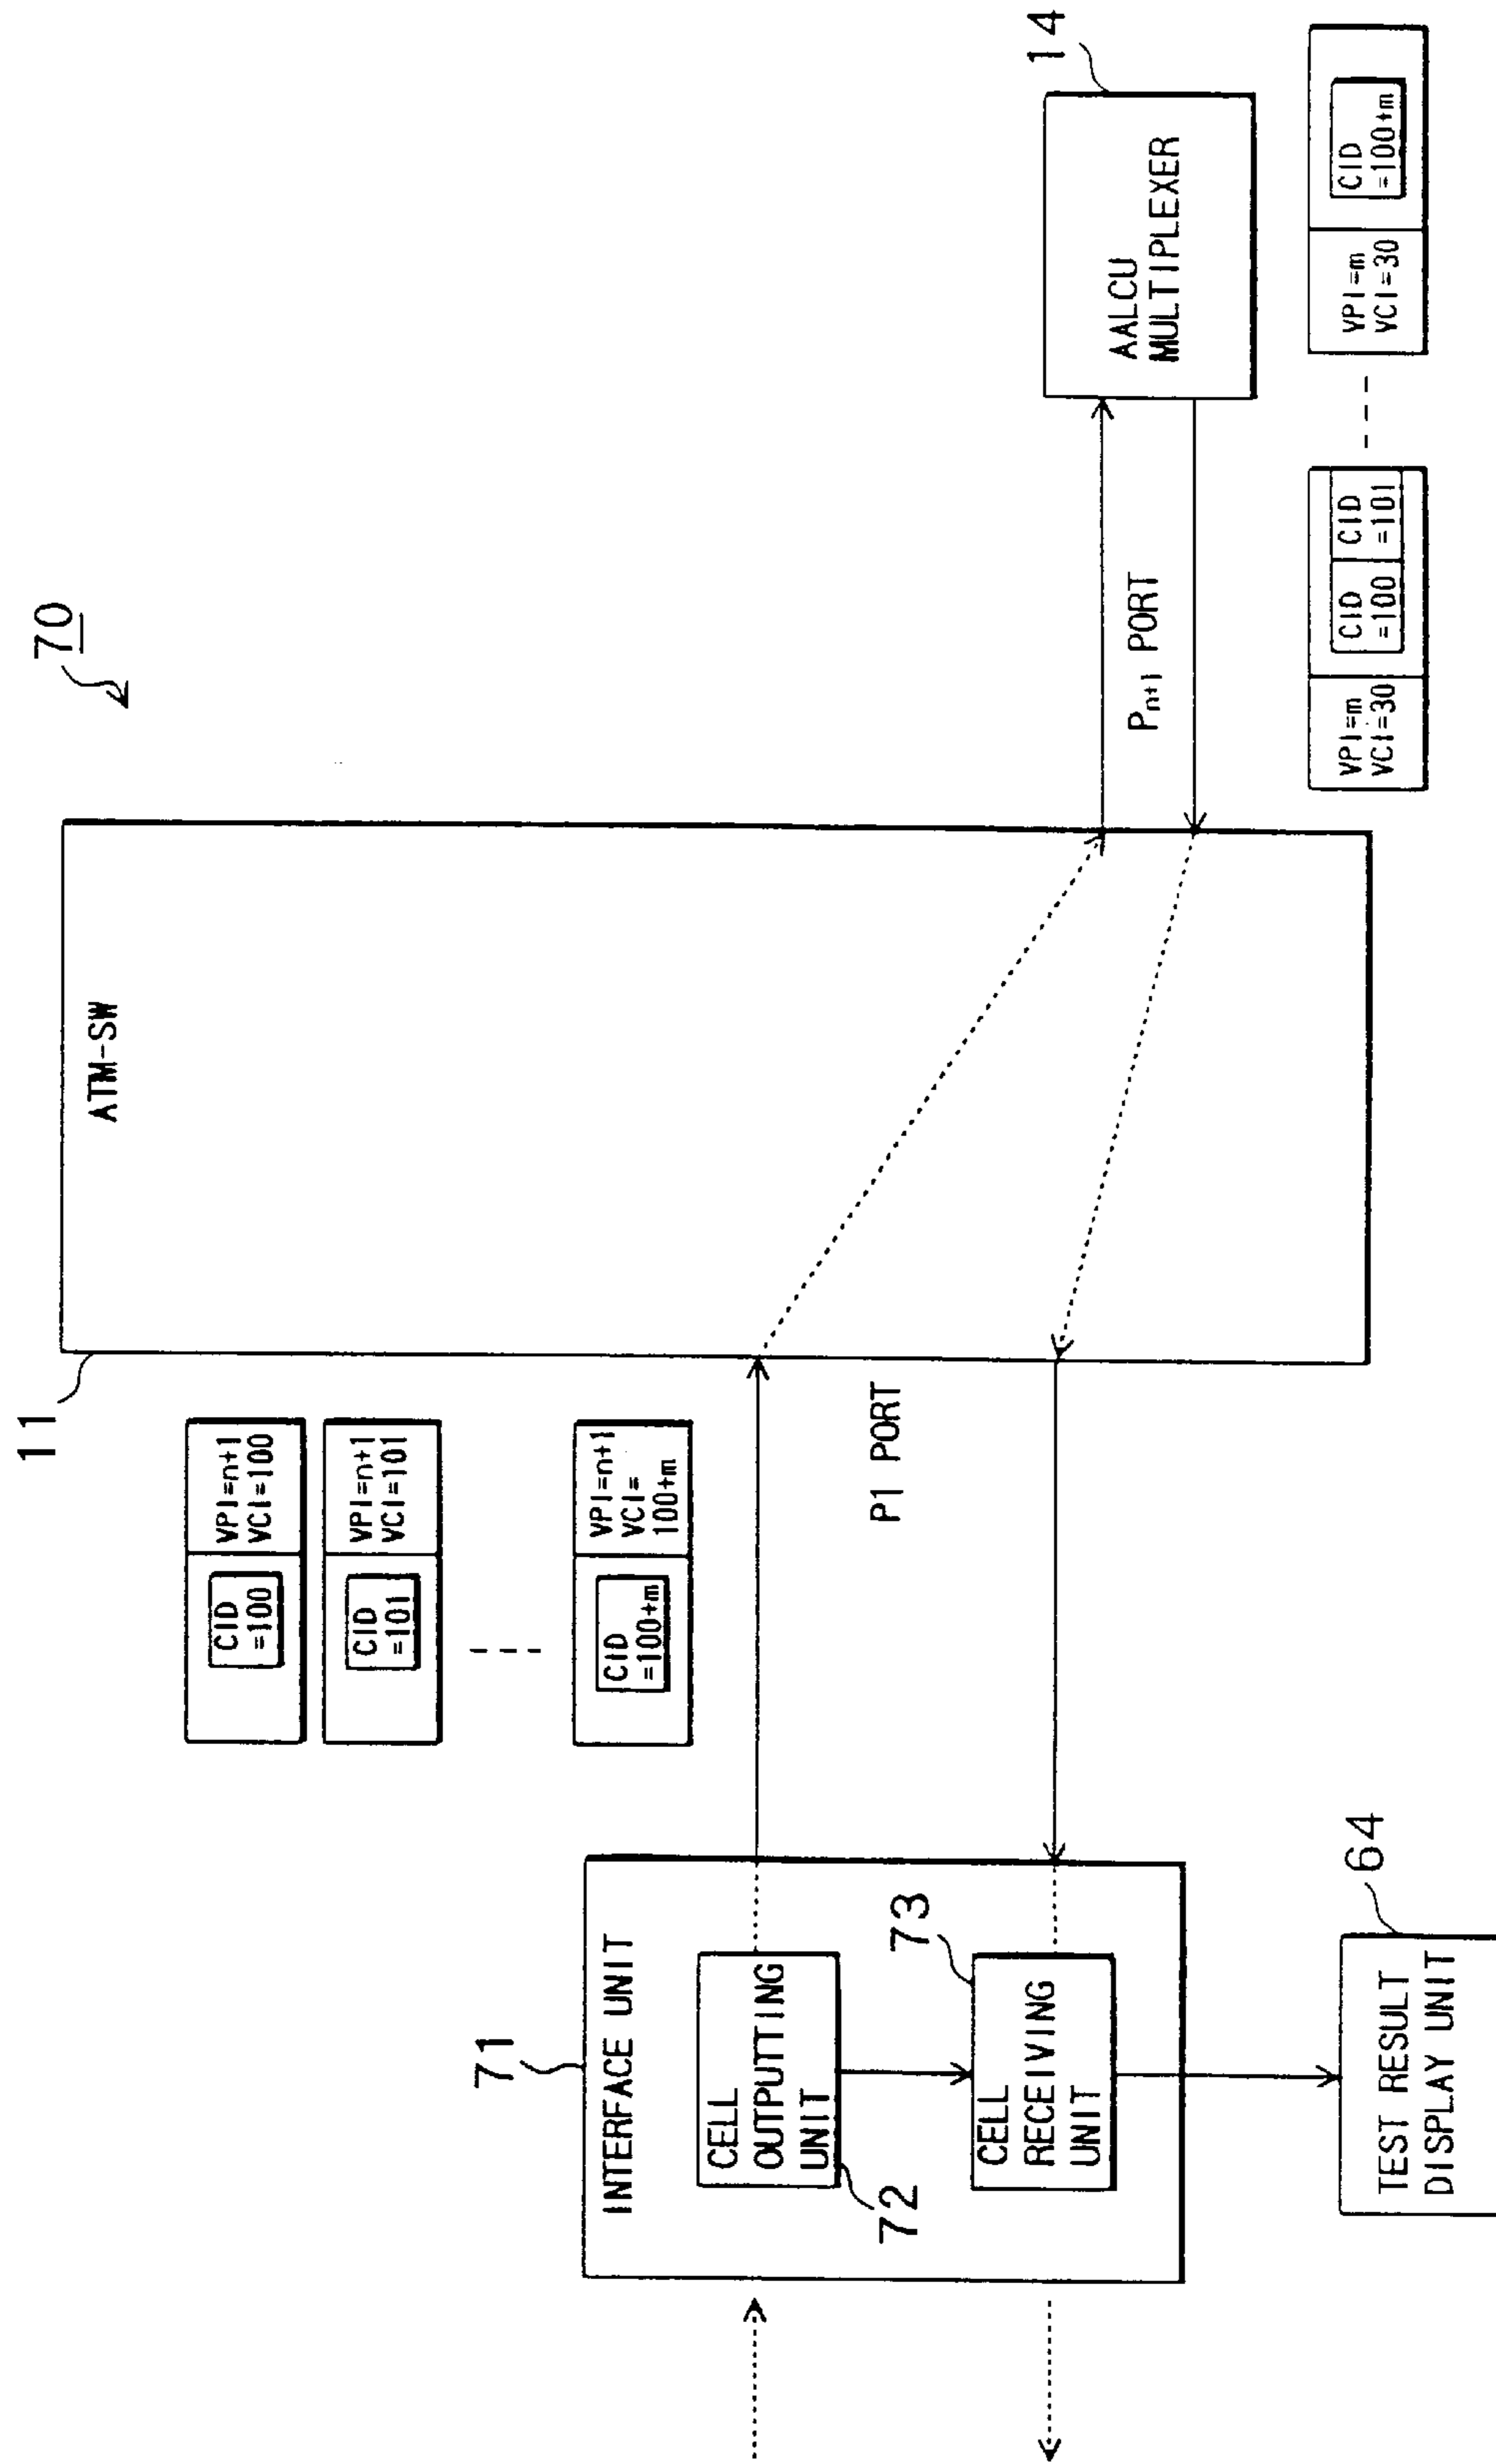 70
11
ATM-SW
VPI=n+1
VCI=100
CID
=100
VPI=n+1
VCI=101
CID
=101
VPI=n+1
VCI=
100+m
CID
=100+m
71
INTERFACE UNIT
CELL
OUTPUTTING
UNIT
72
73
CELL
RECEIVING
UNIT
P1 PORT
64
TEST RESULT
DISPLAY UNIT
Pn+1 PORT
14
AALCU
MULTIPLEXER
VPI=m
VCI=30
CID
=100
CID
=101
VPI=m
VCI=30
CID
=100+m